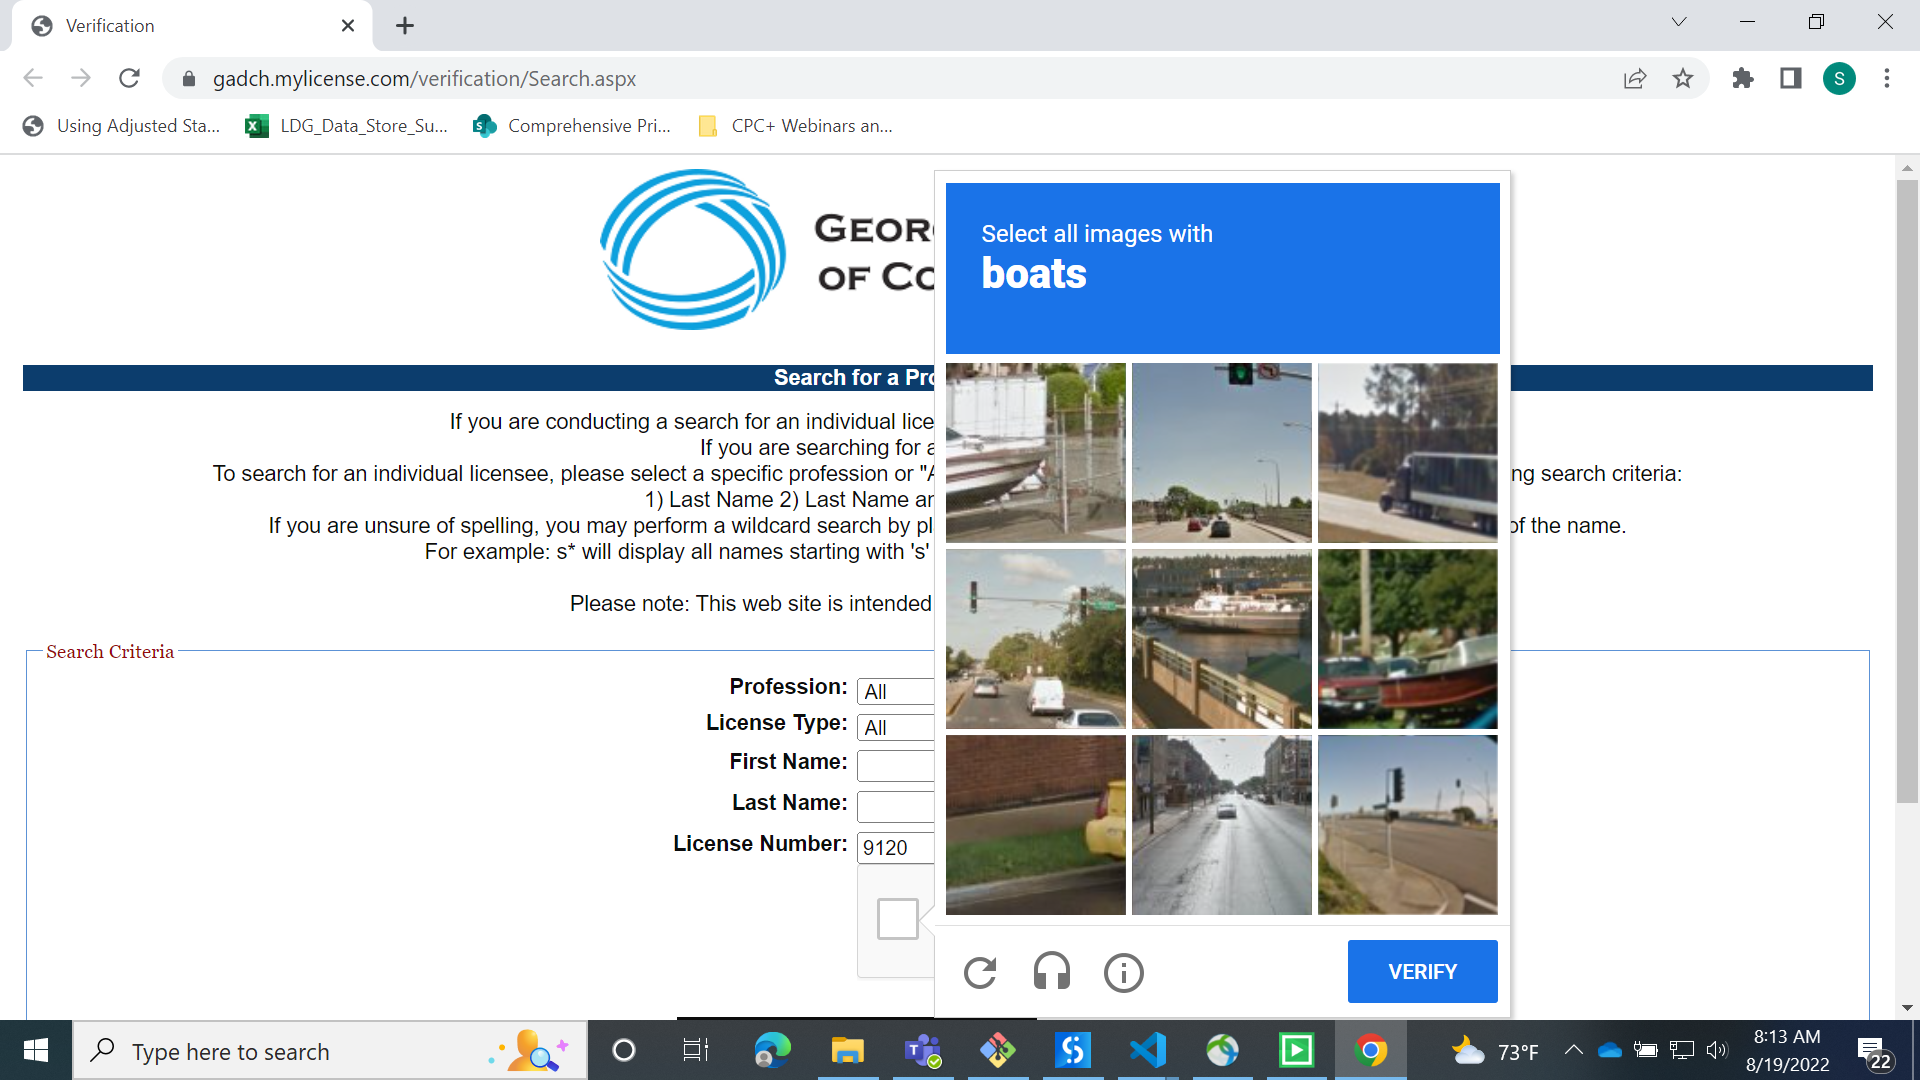 Verification
gadch.mylicense.com/verification/Search.aspx
S
Using Adjusted Sta...
LDG_Data_Store_Su...
Comprehensive Pri...
CPC+ Webinars an...
GEOR
OF CO
Search for a Pro
If you are conducting a search for an individual lice
If you are searching for a
To search for an individual licensee, please select a specific profession or "A
ng search criteria:
1) Last Name 2) Last Name an
If you are unsure of spelling, you may perform a wildcard search by pl
of the name.
For example: s* will display all names starting with 's'
Please note: This web site is intended
Search Criteria
Profession:
All
License Type:
All
First Name:
Last Name:
License Number:
9120
Select all images with
boats
VERIFY
Type here to search
73°F
8:13 AM
8/19/2022
22